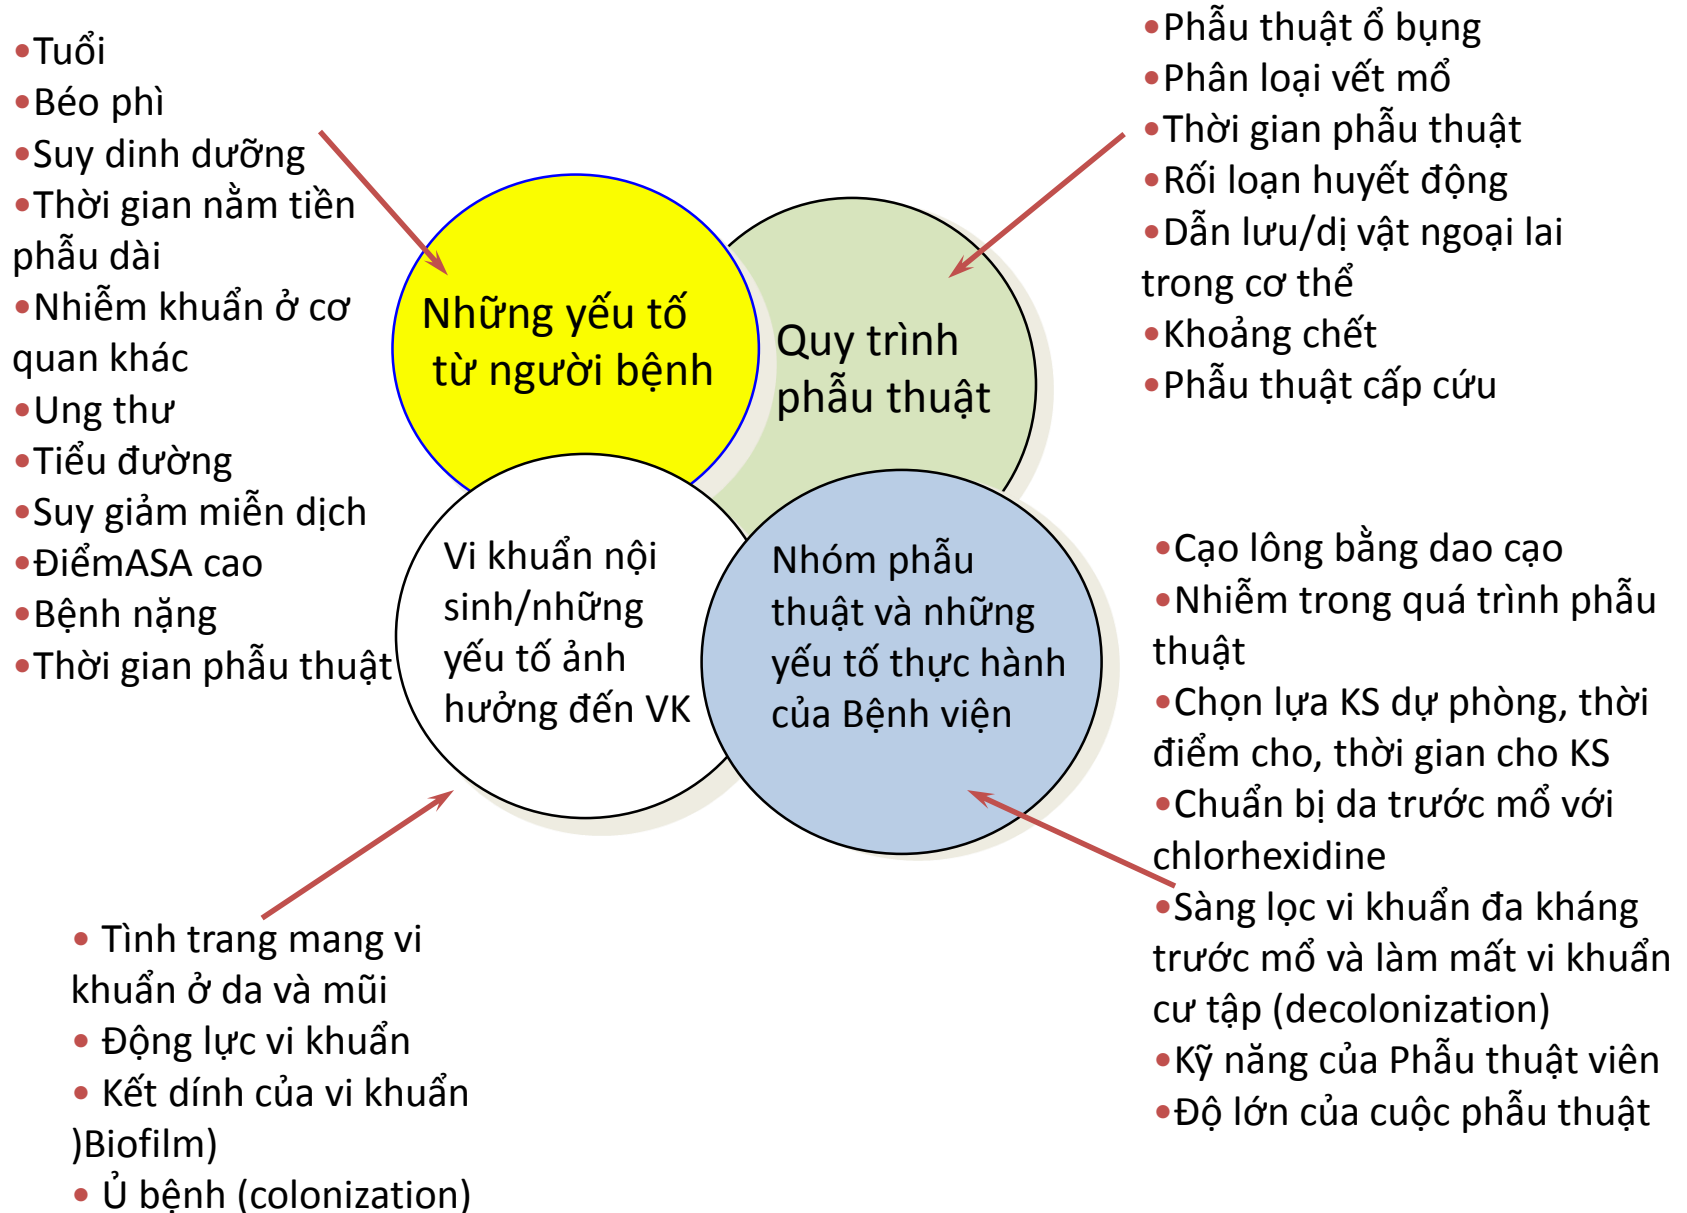 •Tuổi
•Béo phì
•Suy dinh dưỡng
•Thời gian nằm tiền
phẫu dài
•Nhiễm khuẩn ở cơ
quan khác
•Ung thư
•Tiểu đường
•Suy giảm miễn dịch
•ĐiểmASA cao
•Bệnh nặng
•Thời gian phẫu thuật
Những yếu tố
từ người bệnh
Quy trình
phẫu thuật
•Phẫu thuật ổ bụng
•Phân loại vết mổ
•Thời gian phẫu thuật
•Rối loạn huyết động
•Dẫn lưu/dị vật ngoại lai
trong cơ thể
•Khoảng chết
•Phẫu thuật cấp cứu
Vi khuẩn nội
sinh/những
yếu tố ảnh
hưởng đến VK
Nhóm phẫu
thuật và những
yếu tố thực hành
của Bệnh viện
•Cạo lông bằng dao cạo
•Nhiễm trong quá trình phẫu
thuật
•Chọn lựa KS dự phòng, thời
điểm cho, thời gian cho KS
•Chuẩn bị da trước mổ với
chlorhexidine
•Sàng lọc vi khuẩn đa kháng
trước mổ và làm mất vi khuẩn
cư tập (decolonization)
•Kỹ năng của Phẫu thuật viên
•Độ lớn của cuộc phẫu thuật
• Tình trang mang vi
khuẩn ở da và mũi
• Động lực vi khuẩn
• Kết dính của vi khuẩn
)Biofilm)
• Ủ bệnh (colonization)